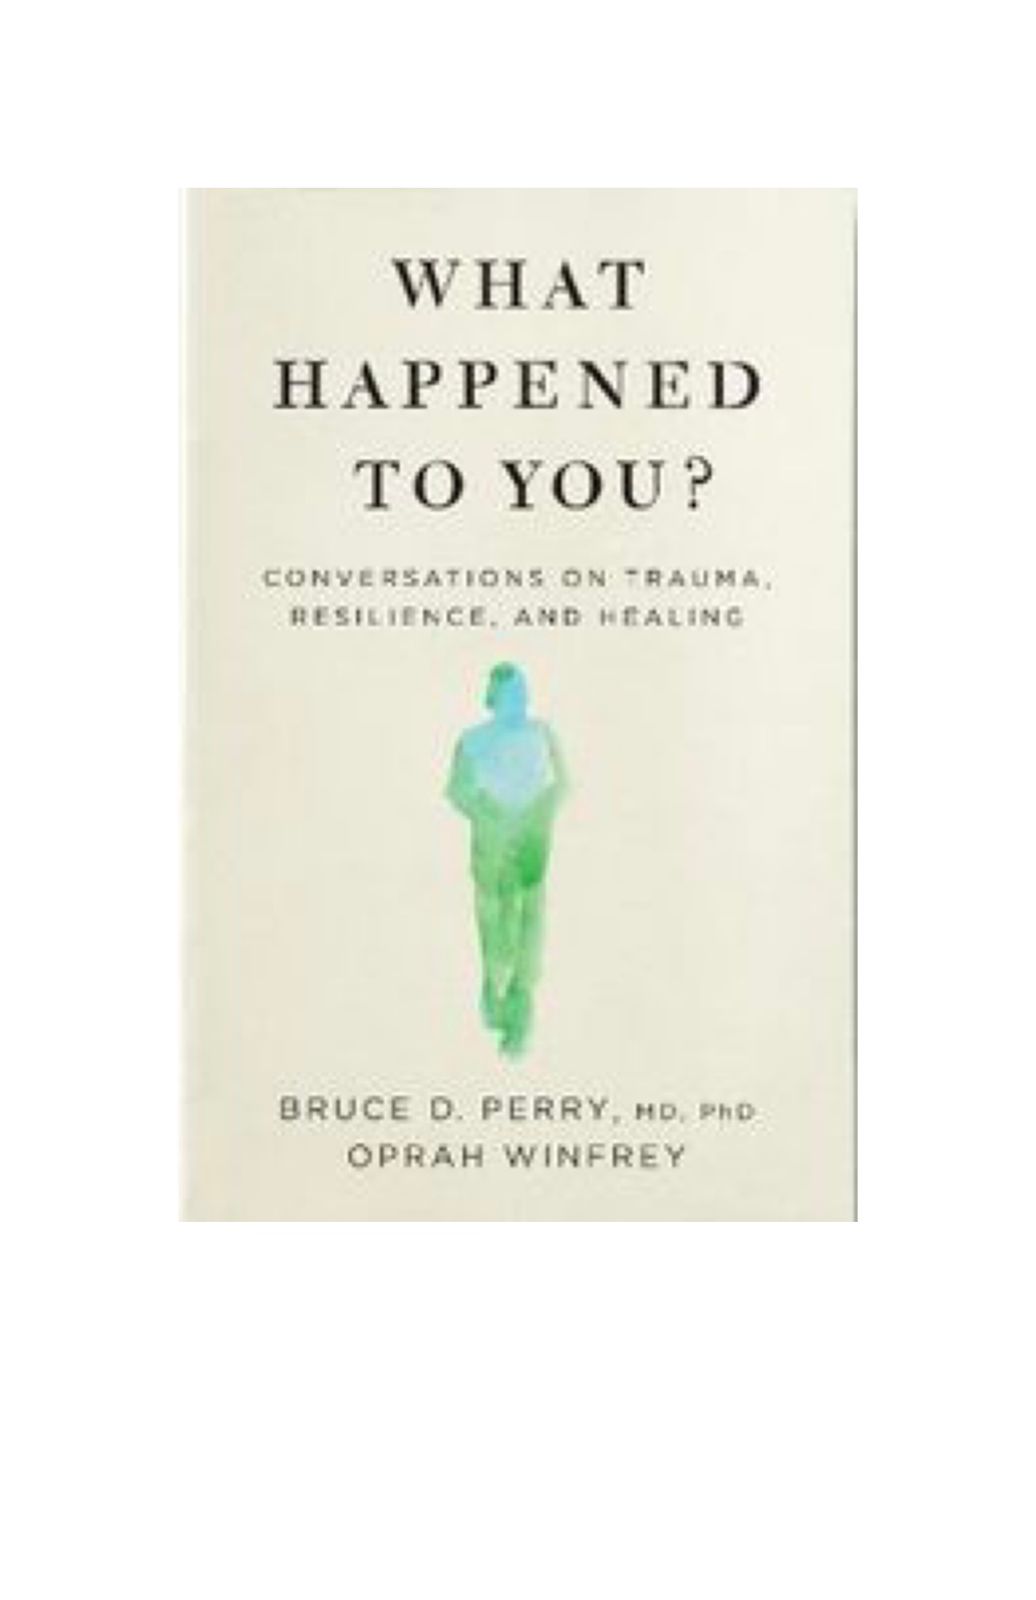 WHAT
HAPPENED
TO YOU?
CONVERSATIONS ON TRAUMA,
RESILIENCE, AND HEALING
BRUCE D. PERRY, MD, PhD
OPRAH WINFREY